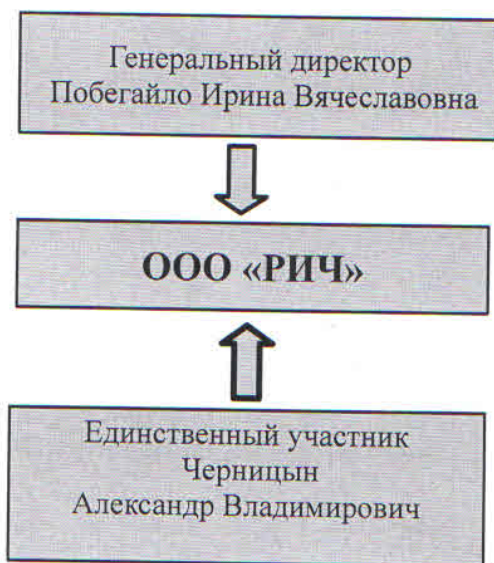 Генеральный директор
Побегайло Ирина Вячеславовна
ООО «РИЧ»
Единственный участник
Черницын
Александр Владимирович